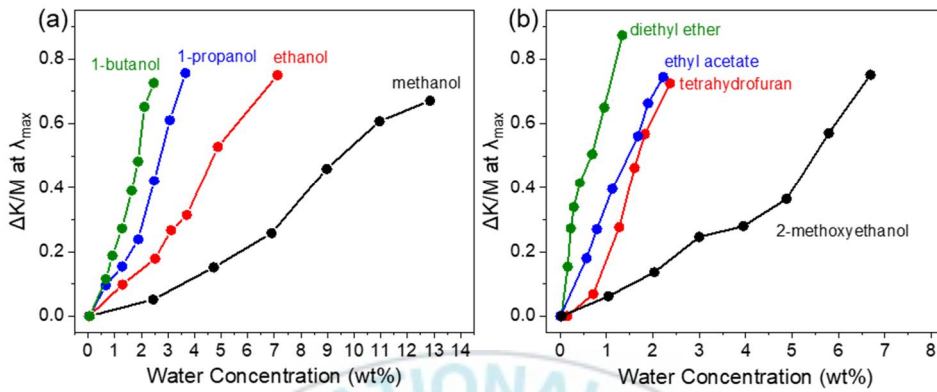 (a)
1-butanol
1-propanol
ethanol
methanol
ΔK/M at λmax
0.8
0.6
0.4
0.2
0.0
0 1 2 3 4 5 6 7 8 9 10 11 12 13 14
Water Concentration (wt%)
(b)
diethyl ether
ethyl acetate
tetrahydrofuran
2-methoxyethanol
ΔK/M at λmax
0.8
0.6
0.4
0.2
0.0
0 1 2 3 4 5 6 7 8
Water Concentration (wt%)
ATIONAL